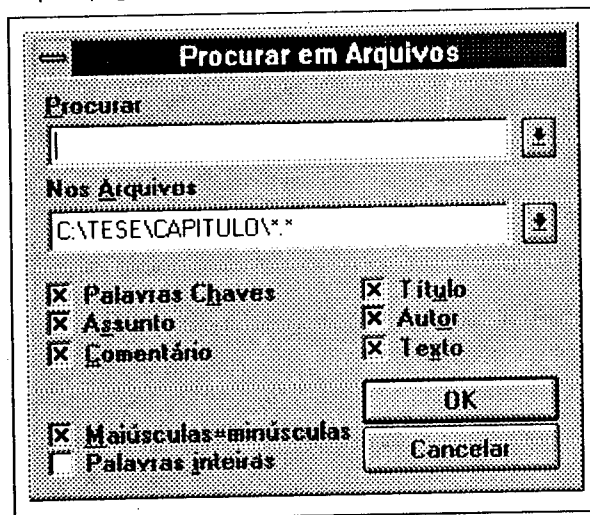 Procurar em Arquivos
Procurar
Nos Arquivos
C:\TESE\CAPITULO\*.*
Palavras Chaves
Título
Assunto
Autor
Comentário
Texto
OK
Maiúsculas=minúsculas
Cancelar
Palavras inteiras